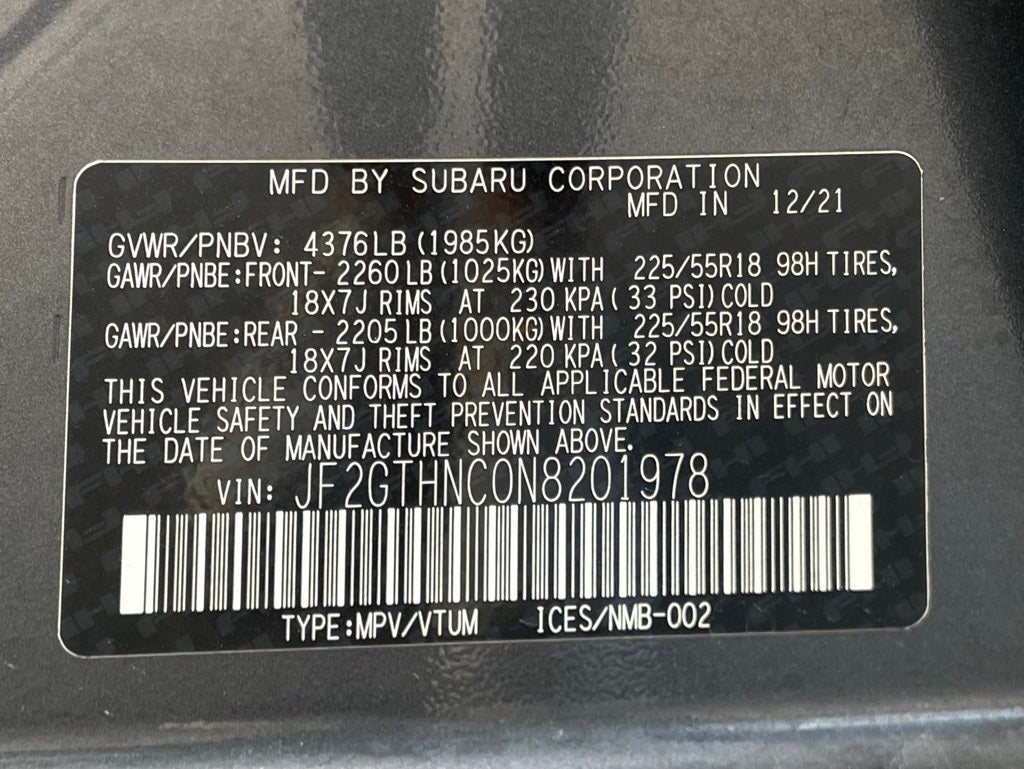 MFD BY SUBARU CORPORATION
MFD IN 12/21
GVWR/PNBV: 4376LB (1985KG)
GAWR/PNBE:FRONT- 2260 LB (1025KG) WITH 225/55R18 98H TIRES,
18X7J RIMS AT 230 KPA ( 33 PSI) COLD
GAWR/PNBE:REAR - 2205 LB (1000KG) WITH 225/55R18 98H TIRES,
18X7J RIMS AT 220 KPA ( 32 PSI) COLD
THIS VEHICLE CONFORMS TO ALL APPLICABLE FEDERAL MOTOR
VEHICLE SAFETY AND THEFT PREVENTION STANDARDS IN EFFECT ON
THE DATE OF MANUFACTURE SHOWN ABOVE.
VIN: JF2GTHNC0N8201978
TYPE:MPV/VTUM ICES/NMB-002